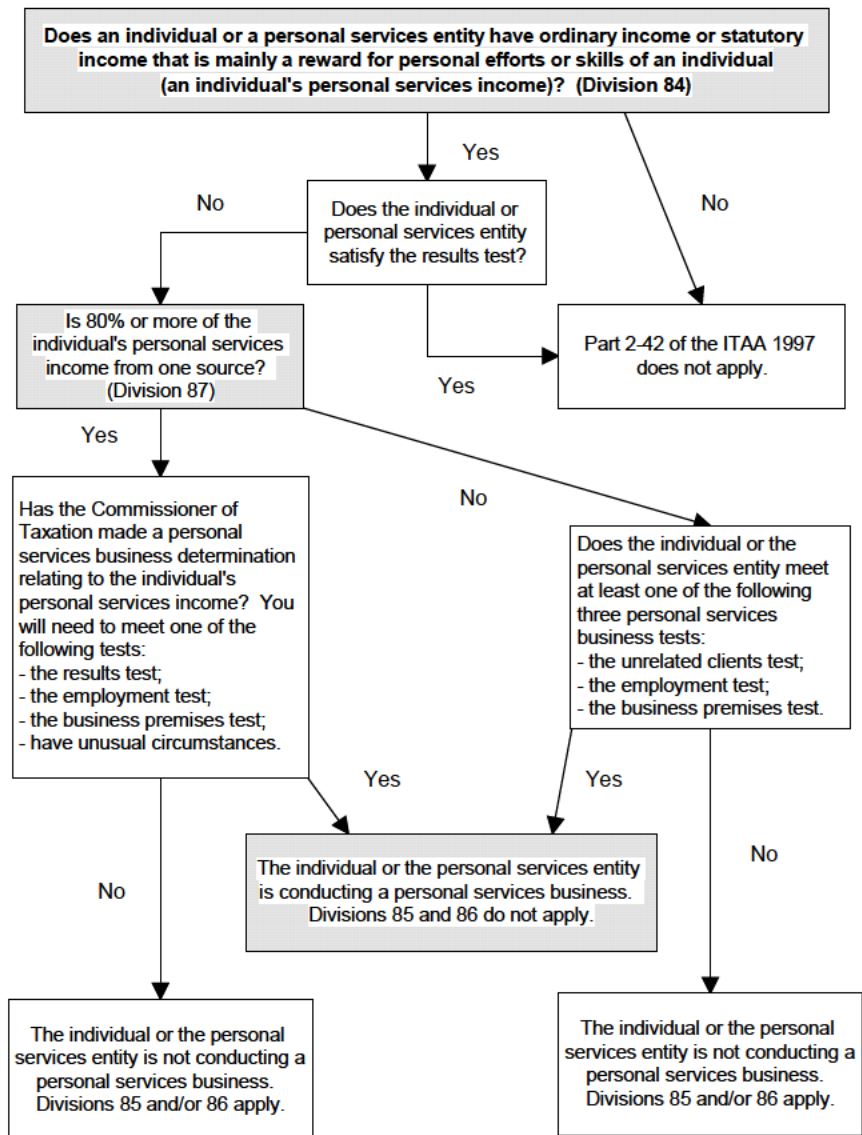 Does an individual or a personal services entity have ordinary income or statutory
income that is mainly a reward for personal efforts or skills of an individual
(an individual's personal services income)? (Division 84)
Yes
No
No
Does the individual or
personal services entity
satisfy the results test?
Is 80% or more of the
individual's personal services
income from one source?
(Division 87)
Yes
Part 2-42 of the ITAA 1997
does not apply.
Yes
No
Has the Commissioner of
Taxation made a personal
services business determination
relating to the individual's
personal services income? You
will need to meet one of the
following tests:
- the results test;
- the employment test;
- the business premises test;
- have unusual circumstances.
Does the individual or the
personal services entity meet
at least one of the following
three personal services
business tests:
- the unrelated clients test;
- the employment test;
- the business premises test.
Yes
Yes
No
The individual or the personal services entity
is conducting a personal services business.
Divisions 85 and 86 do not apply.
No
The individual or the personal
services entity is not conducting a
personal services business.
Divisions 85 and/or 86 apply.
The individual or the personal
services entity is not conducting a
personal services business.
Divisions 85 and/or 86 apply.